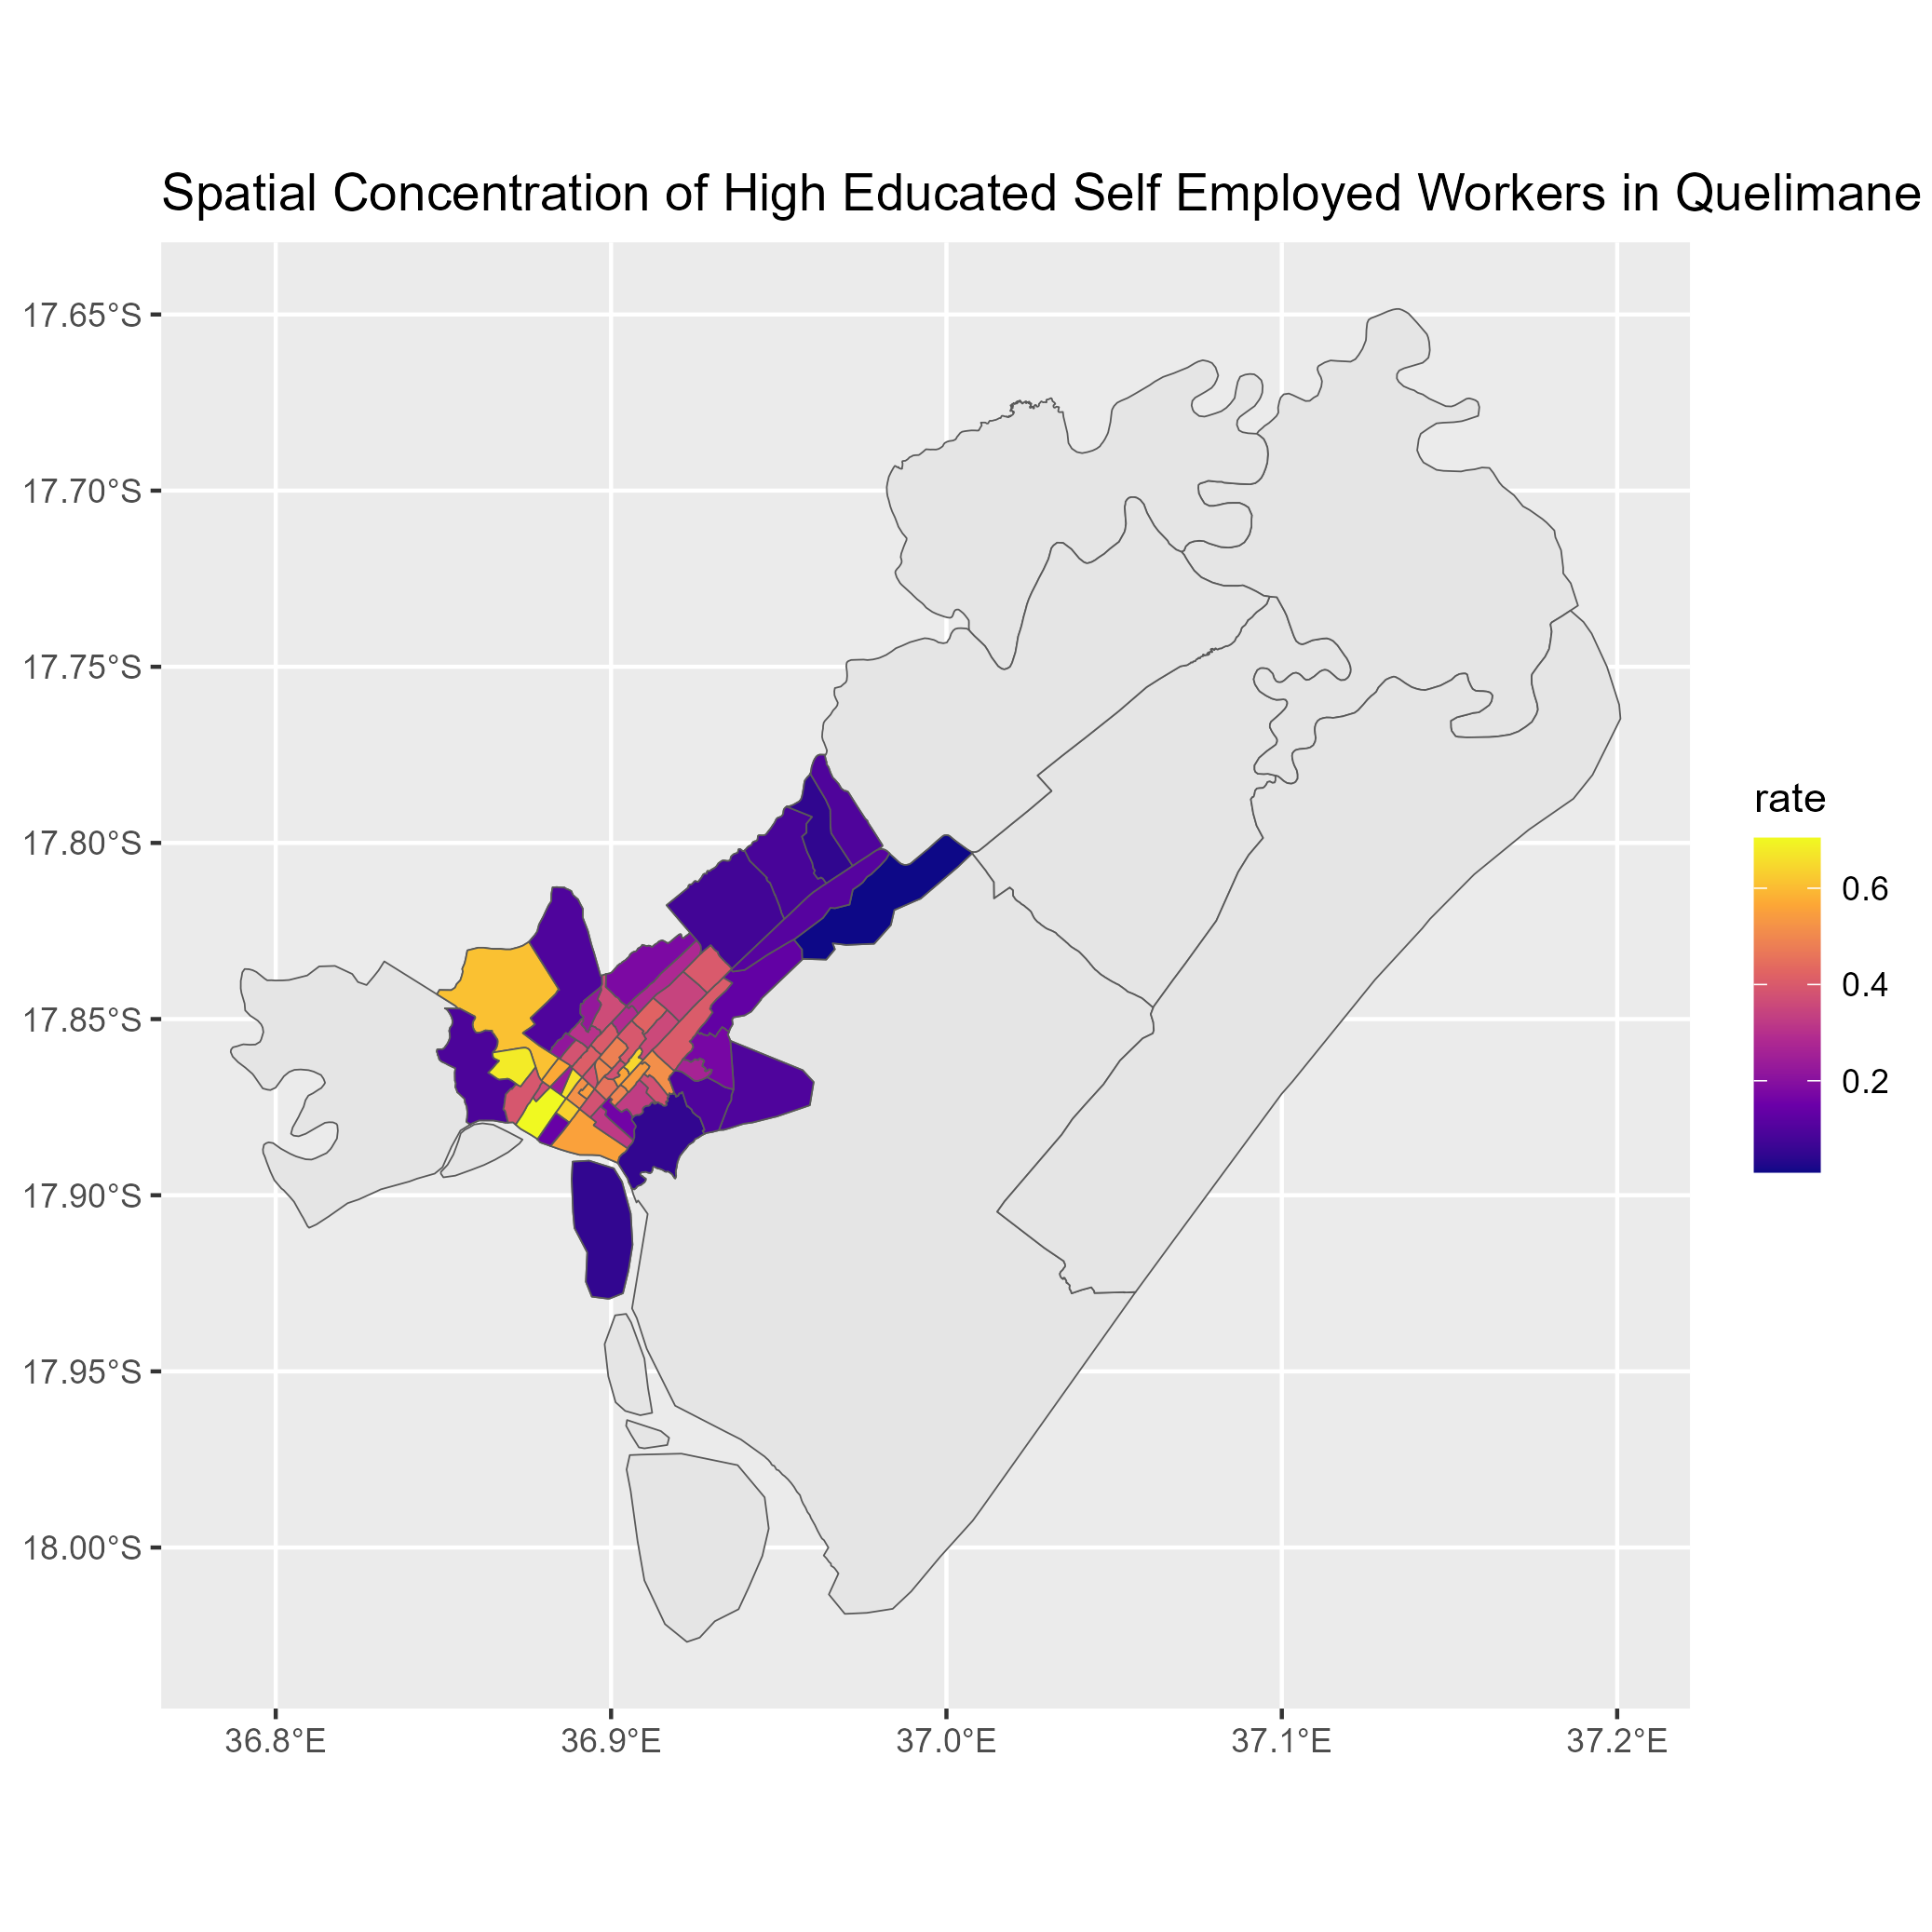 Spatial Concentration of High Educated Self Employed Workers in Quelimane
17.65°S
17.70°S
17.75°S
17.80°S
17.85°S
17.90°S
17.95°S
18.00°S
36.8°E
36.9°E
37.0°E
37.1°E
37.2°E
rate
0.6
0.4
0.2